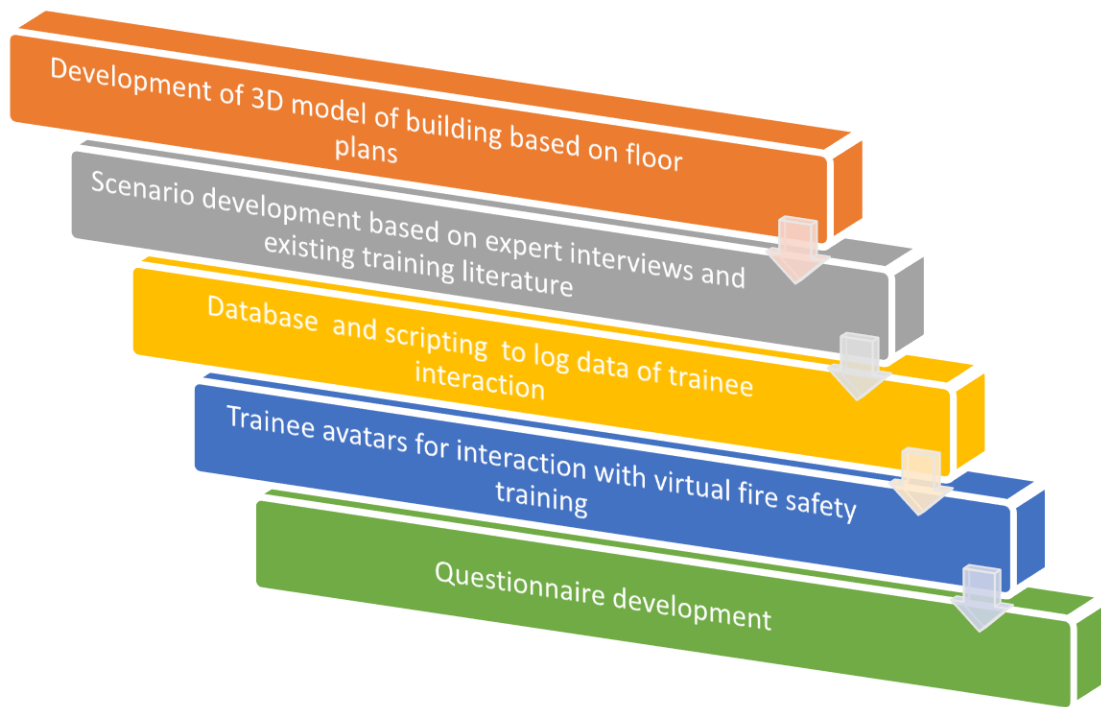 Development of 3D model of building based on floor
plans
Scenario development based on expert interviews and
existing training literature
Database and scripting to log data of trainee
interaction
Trainee avatars for interaction with virtual fire safety
training
Questionnaire development